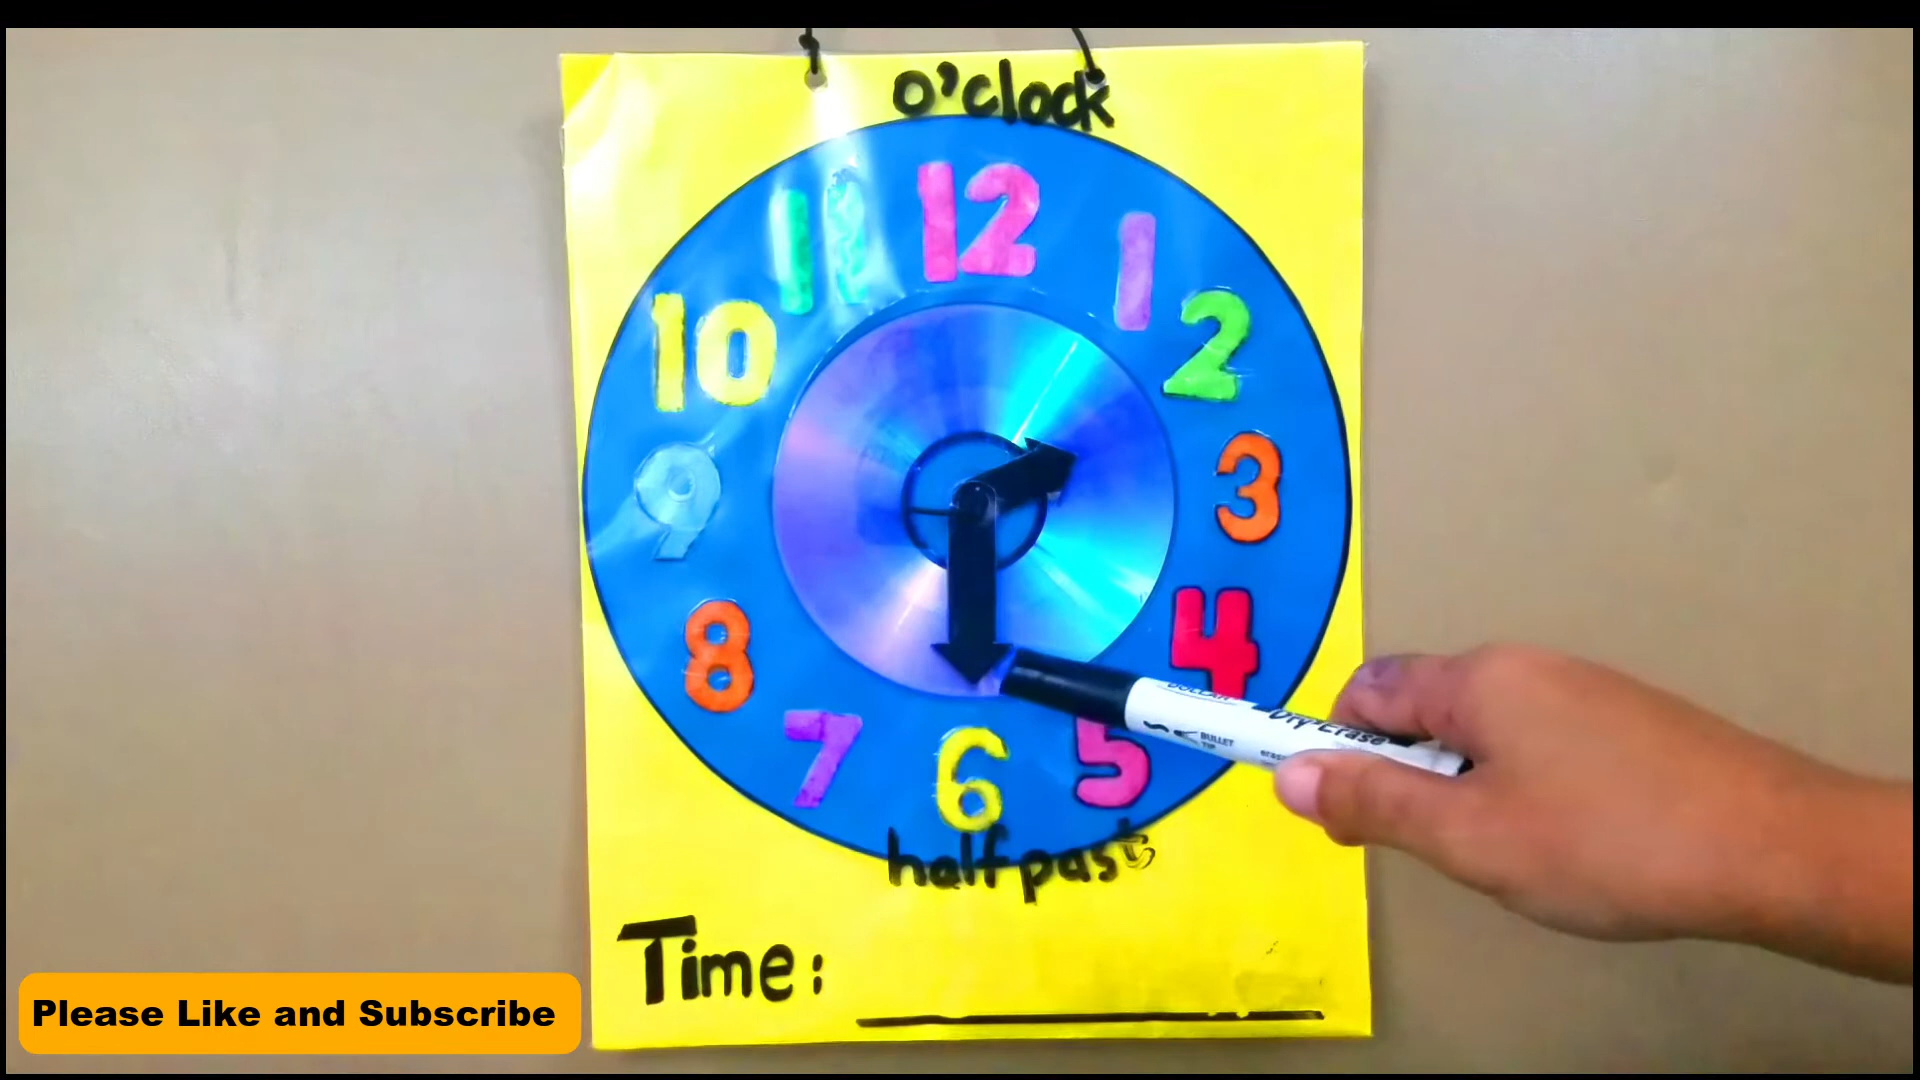 o'clock
12
11
1
10
2
9
3
8
4
7
5
6
half past
Time:
Dry Erase
BULLET
TIP
Please Like and Subscribe